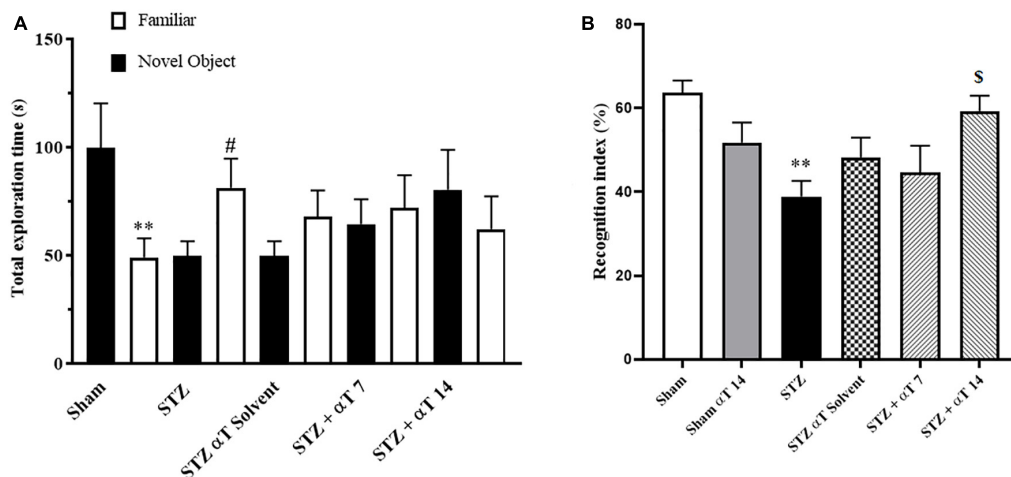 A
Familiar
Novel Object
Total exploration time (s)
150
100
50
0
**
#
Sham
STZ
STZ αT Solvent
STZ + αT 7
STZ + αT 14
B
Recognition index (%)
80
60
40
20
0
**
$
Sham
Sham αT 14
STZ
STZ αT Solvent
STZ + αT 7
STZ + αT 14